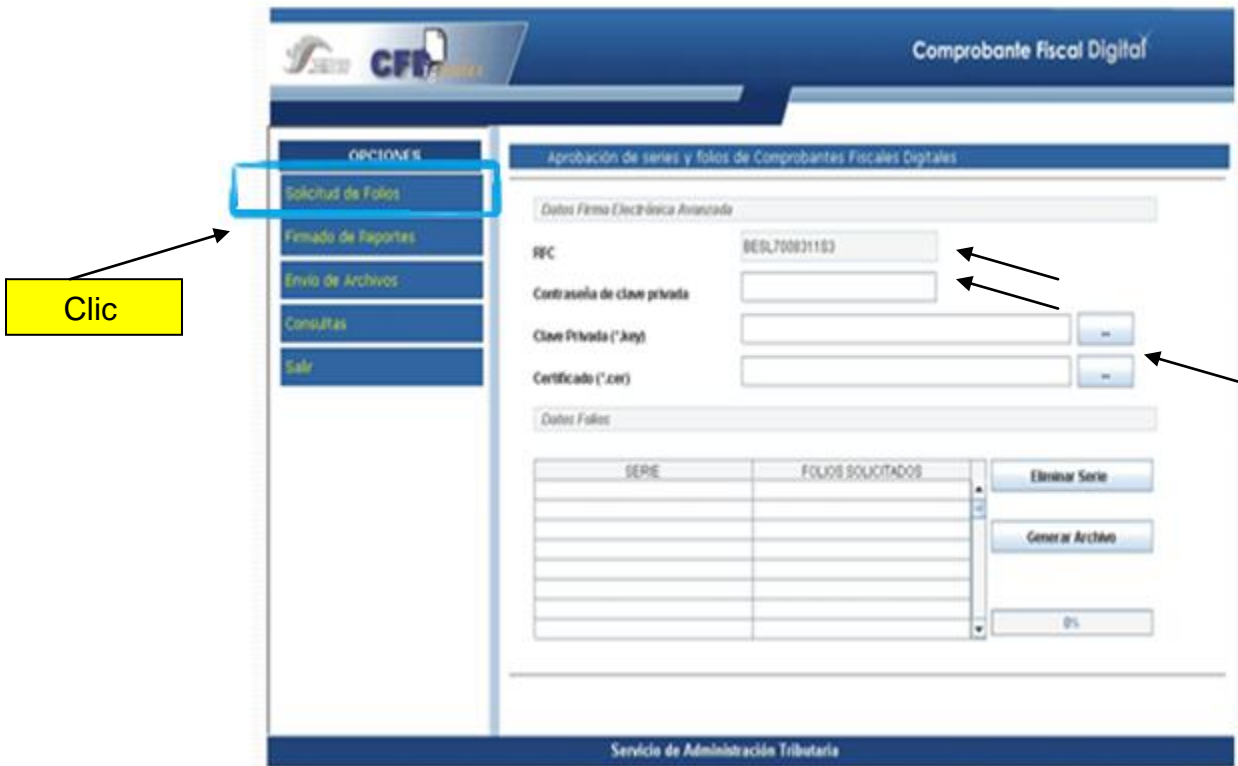 CFD
Comprobante Fiscal Digital
OPCIONES
Solicitud de Folios
Firmado de Reportes
Envío de Archivos
Consultas
Salir
Clic
Aprobación de series y folios de Comprobantes Fiscales Digitales
Datos Firma Electrónica Avanzada
RFC
Contraseña de clave privada
Clave Privada (*.key)
...
Certificado (*.cer)
...
Datos Folios
SERIE FOLIOS SOLICITADOS
Eliminar Serie
Generar Archivo
0%
Servicio de Administración Tributaria